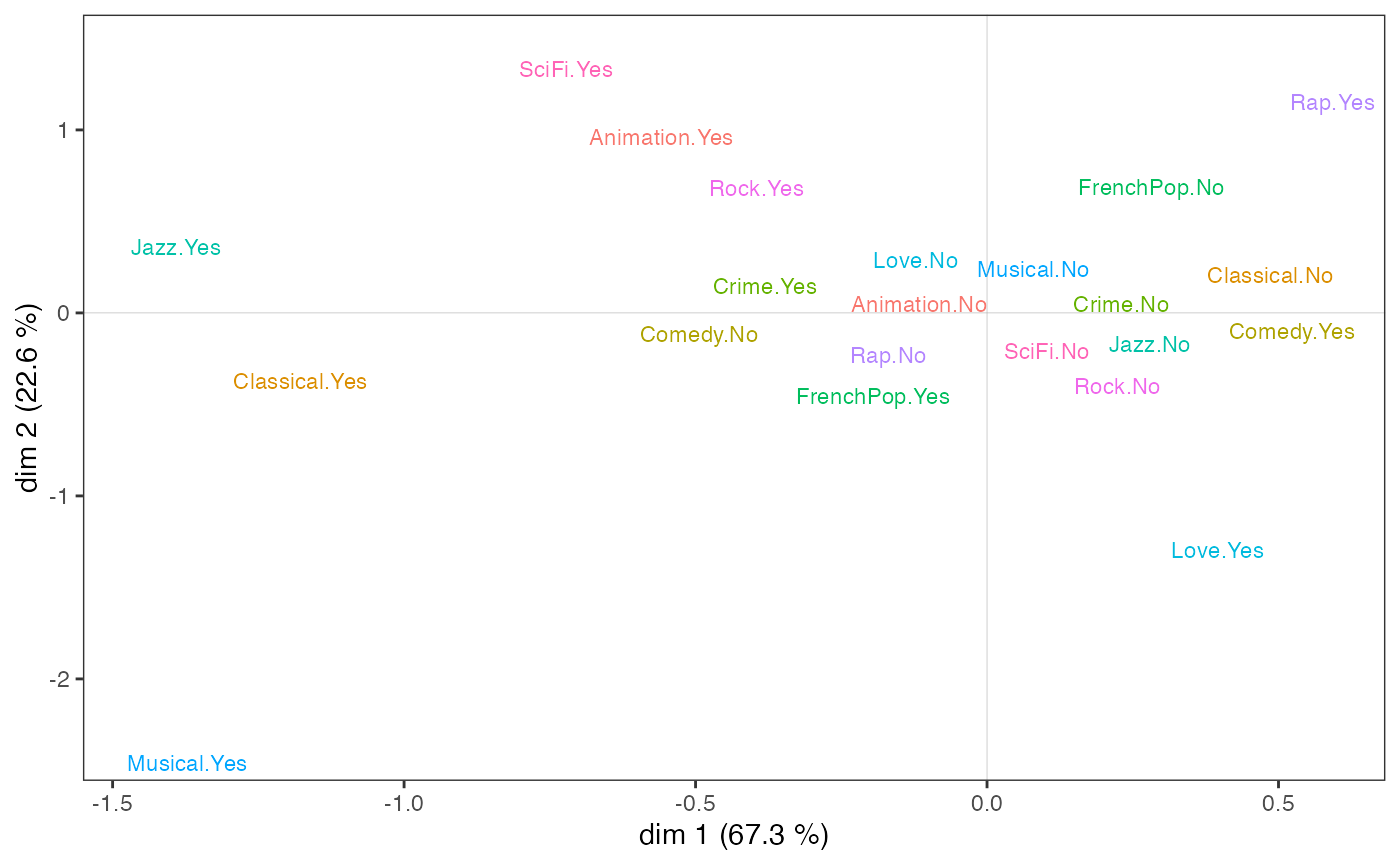 SciFi.Yes
Rap.Yes
1
Animation.Yes
Rock.Yes
FrenchPop.No
Jazz.Yes
Love.No
Musical.No
Classical.No
Crime.Yes
Animation.No
Crime.No
0
Comedy.No
Comedy.Yes
Rap.No
SciFi.No
Jazz.No
Classical.Yes
FrenchPop.Yes
Rock.No
dim 2 (22.6 %)
-1
Love.Yes
-2
Musical.Yes
-1.5
-1.0
-0.5
0.0
0.5
dim 1 (67.3 %)